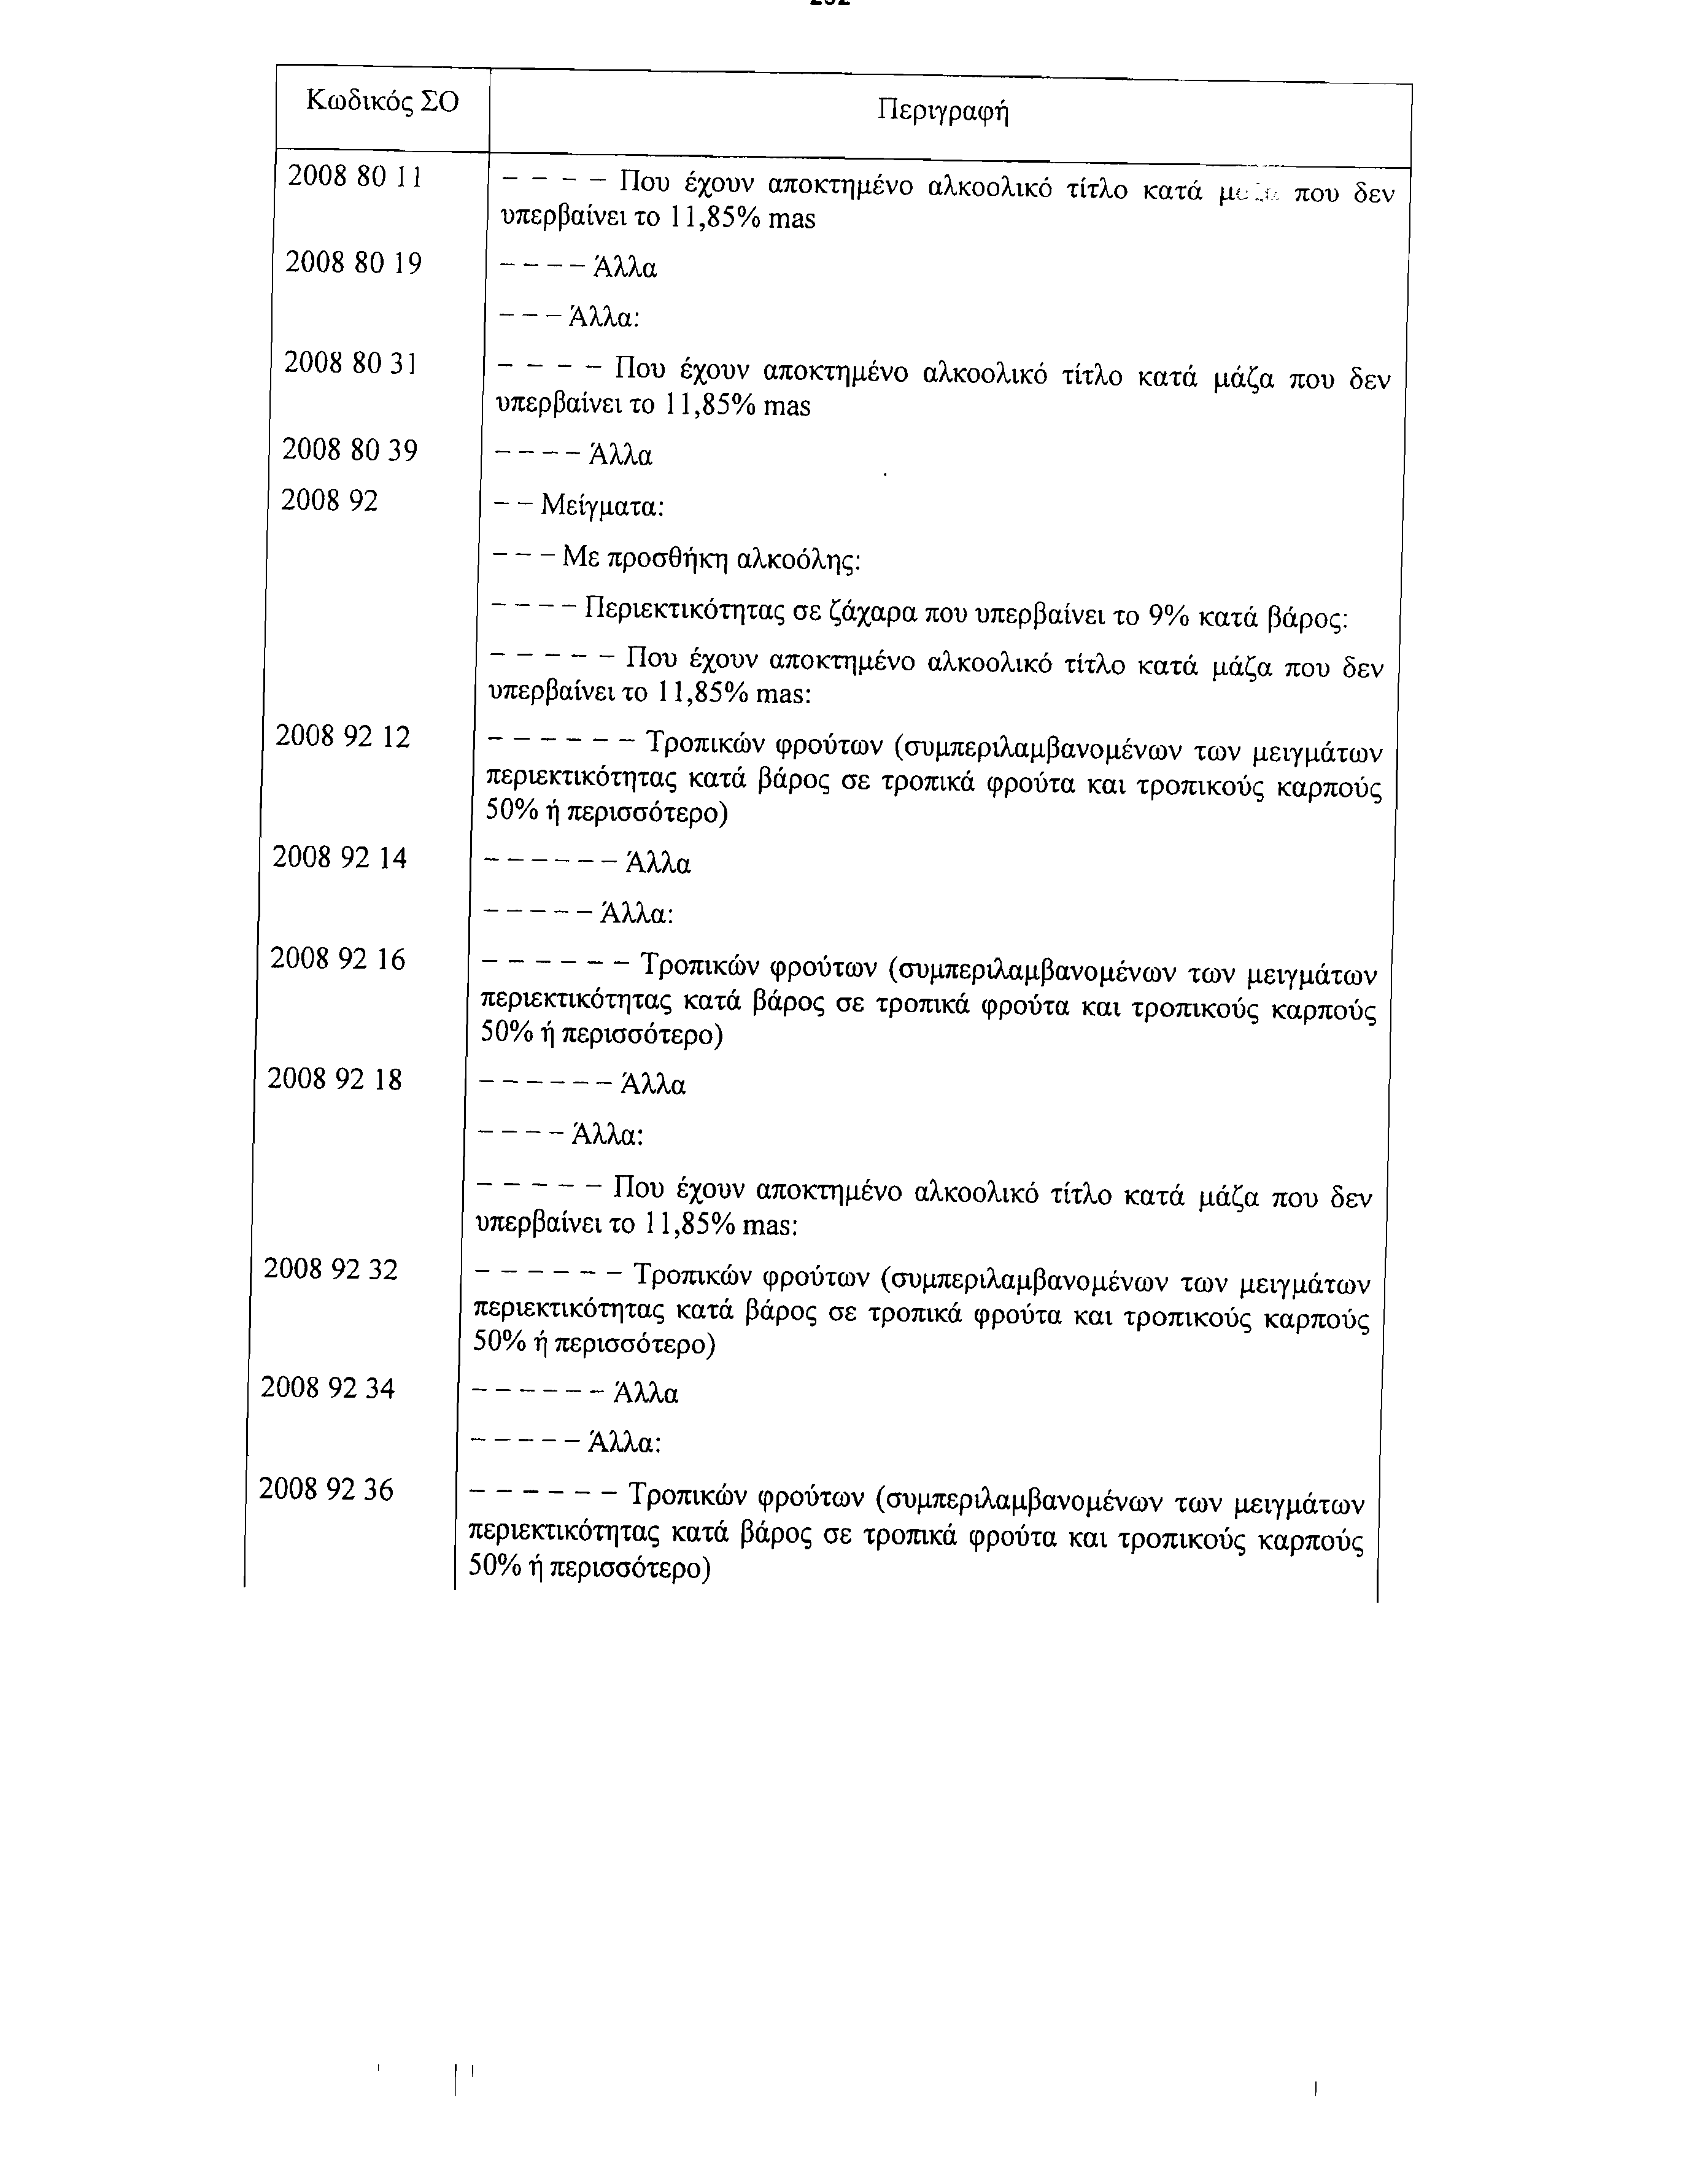 Κωδικός ΣΟ
Περιγραφή
2008 80 11
– – – – Που έχουν αποκτημένο αλκοολικό τίτλο κατά που δεν
υπερβαίνει το 11,85% mas
2008 80 19
– – – – Άλλα
– – – Άλλα:
2008 80 31
– – – – Που έχουν αποκτημένο αλκοολικό τίτλο κατά μάζα που δεν
υπερβαίνει το 11,85% mas
2008 80 39
– – – – Άλλα
2008 92
– – Μείγματα:
– – – Με προσθήκη αλκοόλης:
– – – – Περιεκτικότητας σε ζάχαρα που υπερβαίνει το 9% κατά βάρος:
– – – – – Που έχουν αποκτημένο αλκοολικό τίτλο κατά μάζα που δεν
υπερβαίνει το 11,85% mas:
2008 92 12
– – – – – – Τροπικών φρούτων (συμπεριλαμβανομένων των μειγμάτων
περιεκτικότητας κατά βάρος σε τροπικά φρούτα και τροπικούς καρπούς
50% ή περισσότερο)
2008 92 14
– – – – – – Άλλα
– – – – – Άλλα:
2008 92 16
– – – – – – Τροπικών φρούτων (συμπεριλαμβανομένων των μειγμάτων
περιεκτικότητας κατά βάρος σε τροπικά φρούτα και τροπικούς καρπούς
50% ή περισσότερο)
2008 92 18
– – – – – – Άλλα
– – – – Άλλα:
– – – – – Που έχουν αποκτημένο αλκοολικό τίτλο κατά μάζα που δεν
υπερβαίνει το 11,85% mas:
2008 92 32
– – – – – – Τροπικών φρούτων (συμπεριλαμβανομένων των μειγμάτων
περιεκτικότητας κατά βάρος σε τροπικά φρούτα και τροπικούς καρπούς
50% ή περισσότερο)
2008 92 34
– – – – – – Άλλα
– – – – – Άλλα:
2008 92 36
– – – – – – Τροπικών φρούτων (συμπεριλαμβανομένων των μειγμάτων
περιεκτικότητας κατά βάρος σε τροπικά φρούτα και τροπικούς καρπούς
50% ή περισσότερο)